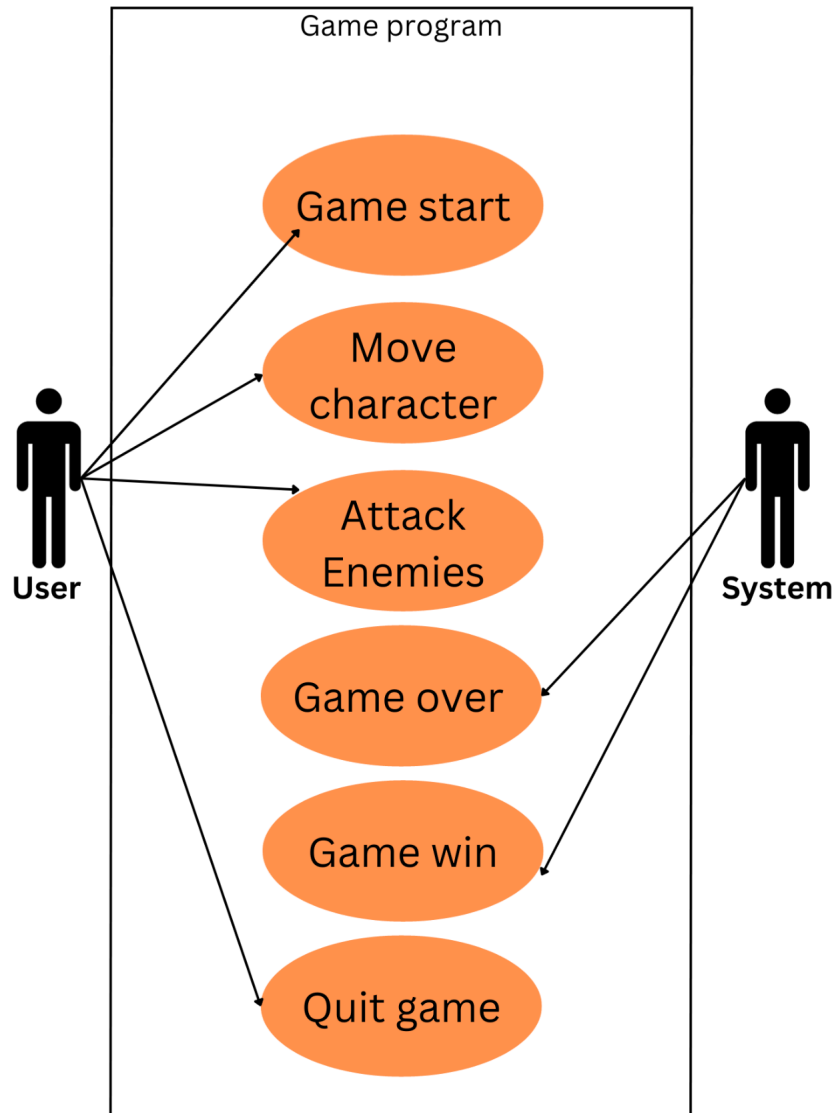 Game program
Game start
Move
character
Attack
Enemies
User
System
Game over
Game win
Quit game